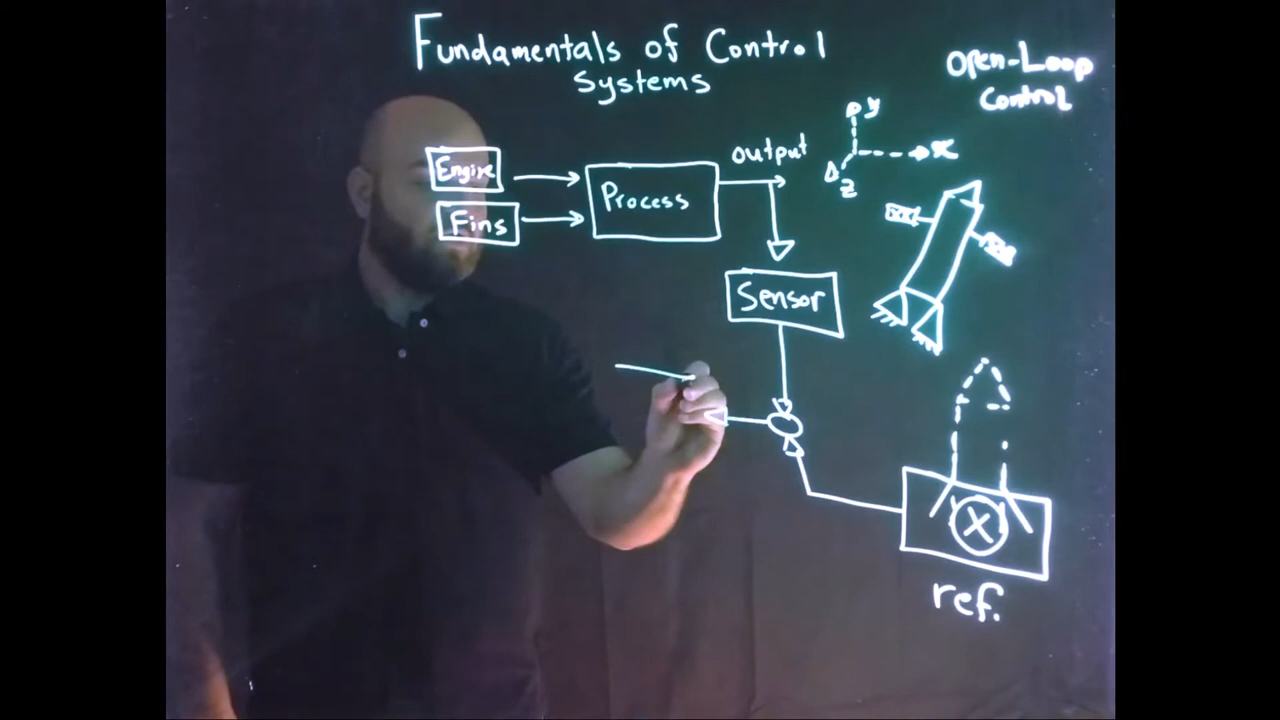 Fundamentals of Control
Systems
Open-Loop
Control
y
x
z
output
Engine
Process
Fins
Sensor
X
ref.